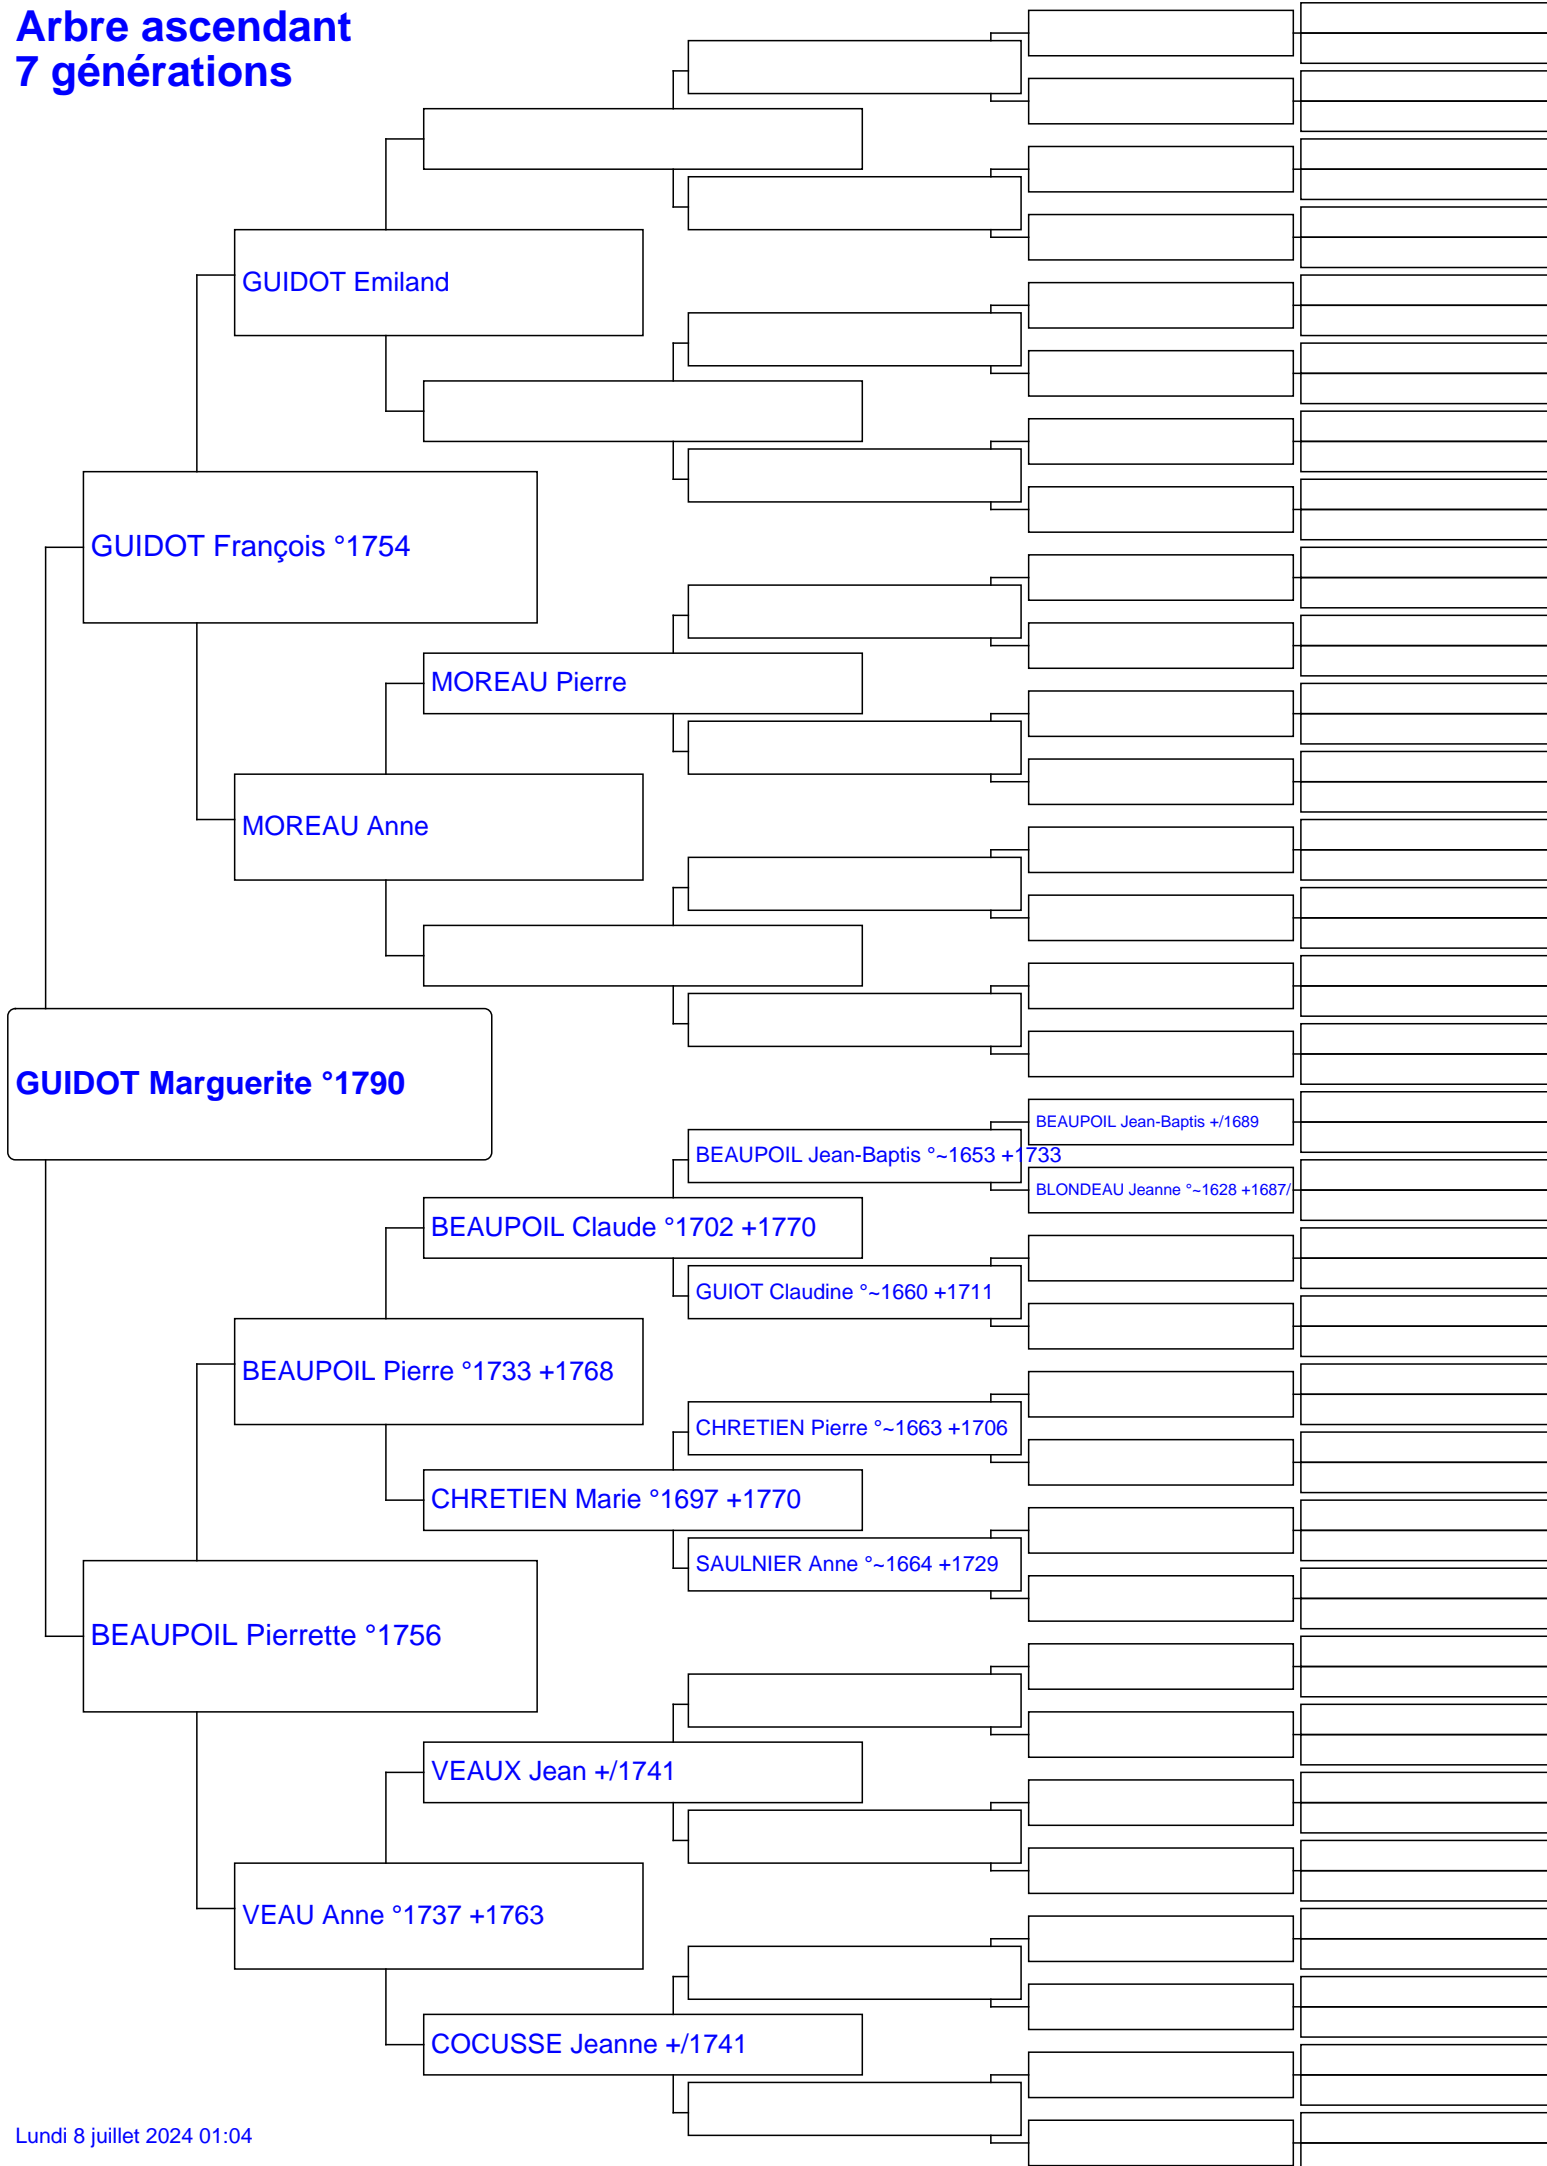 Arbre ascendant
7 générations
GUIDOT Emiland
GUIDOT François °1754
MOREAU Pierre
MOREAU Anne
GUIDOT Marguerite °1790
BEAUPOIL Jean-Baptis +/1689
BEAUPOIL Jean-Baptis °~1653 +1733
BLONDEAU Jeanne °~1628 +1687/
BEAUPOIL Claude °1702 +1770
GUIOT Claudine °~1660 +1711
BEAUPOIL Pierre °1733 +1768
CHRETIEN Pierre °~1663 +1706
CHRETIEN Marie °1697 +1770
SAULNIER Anne °~1664 +1729
BEAUPOIL Pierrette °1756
VEAUX Jean +/1741
VEAU Anne °1737 +1763
COCUSSE Jeanne +/1741
Lundi 8 juillet 2024 01:04